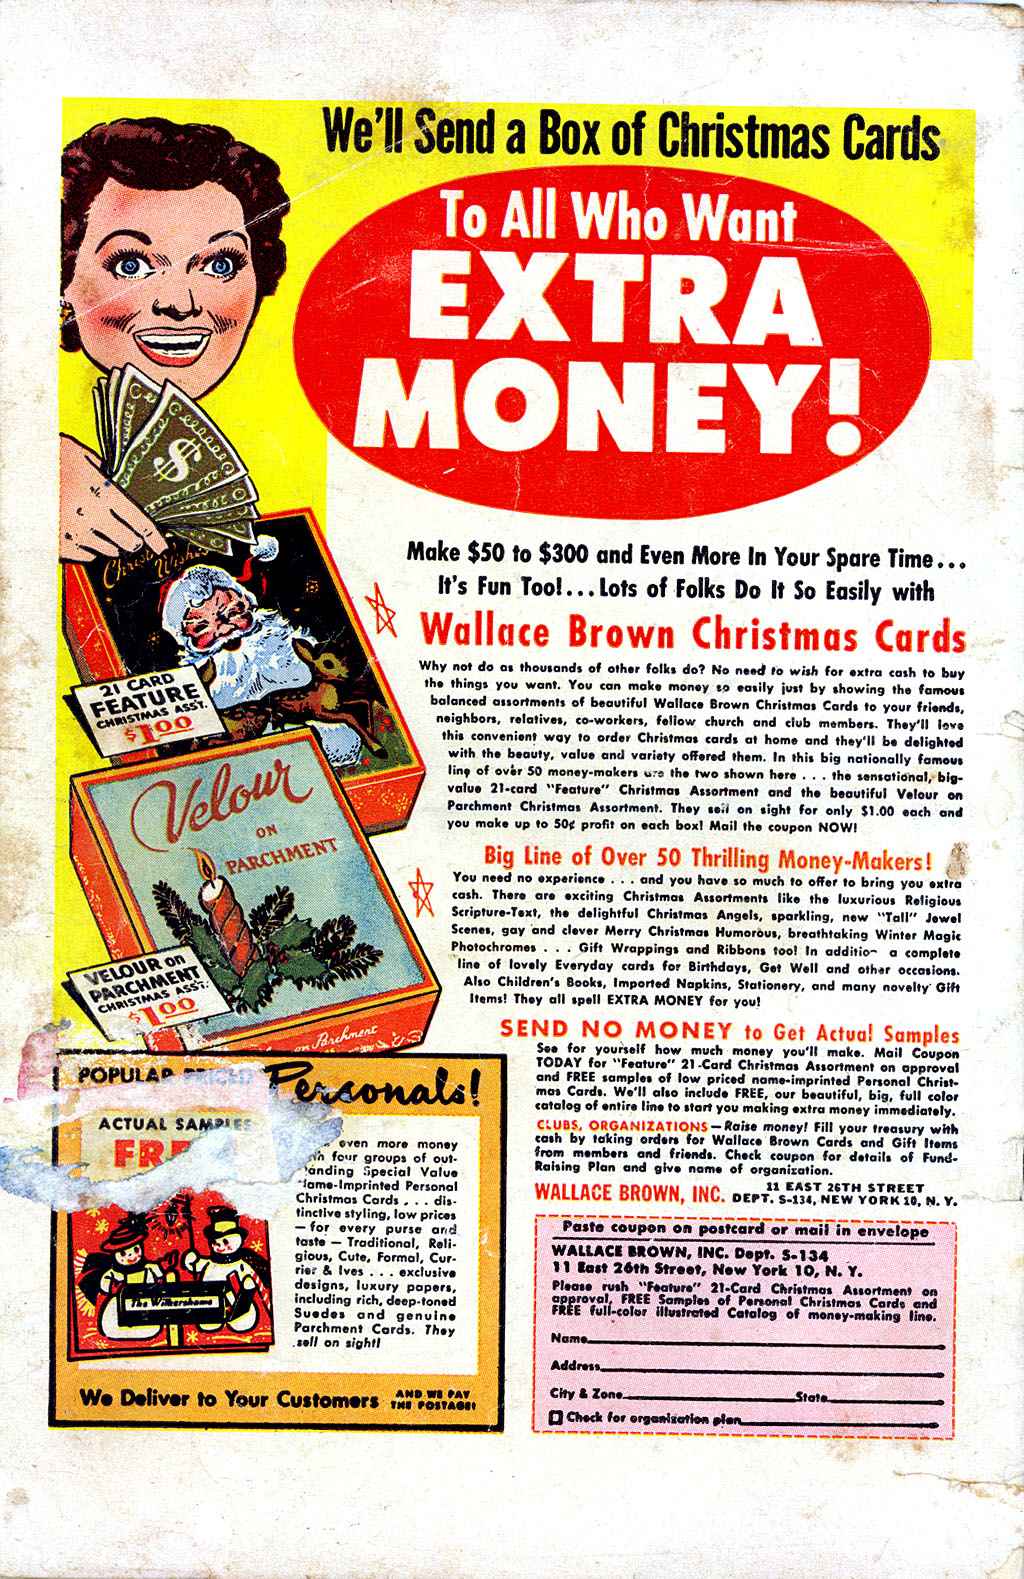 We'll Send a Box of Christmas Cards
To All Who Want
EXTRA
MONEY!
Christmas
Wishes
21 CARD
FEATURE
CHRISTMAS ASST.
$1.00
Velour
ON
PARCHMENT
VELOUR on
PARCHMENT
CHRISTMAS ASST.
$1.00
on Parchment
Make $50 to $300 and Even More In Your Spare Time...
It's Fun Too!...Lots of Folks Do It So Easily with
Wallace Brown Christmas Cards
Why not do as thousands of other folks do? No need to wish for extra cash to buy
the things you want. You can make money so easily just by showing the famous
balanced assortments of beautiful Wallace Brown Christmas Cards to your friends,
neighbors, relatives, co-workers, fellow church and club members. They'll love
this convenient way to order Christmas cards at home and they'll be delighted
with the beauty, value and variety offered them. In this big nationally famous
line of over 50 money-makers are the two shown here . . . the sensational, big-
value 21-card "Feature" Christmas Assortment and the beautiful Velour on
Parchment Christmas Assortment. They sell on sight for only $1.00 each and
you make up to 50¢ profit on each box! Mail the coupon NOW!
Big Line of Over 50 Thrilling Money-Makers!
You need no experience . . . and you have so much to offer to bring you extra
cash. There are exciting Christmas Assortments like the luxurious Religious
Scripture-Text, the delightful Christmas Angels, sparkling, new "Tall" Jewel
Scenes, gay and clever Merry Christmas Humorous, breathtaking Winter Magic
Photochromes . . . Gift Wrappings and Ribbons too! In addition a complete
line of lovely Everyday cards for Birthdays, Get Well and other occasions.
Also Children's Books, Imported Napkins, Stationery, and many novelty Gift
Items! They all spell EXTRA MONEY for you!
SEND NO MONEY to Get Actual Samples
See for yourself how much money you'll make. Mail Coupon
TODAY for "Feature" 21-Card Christmas Assortment on approval
and FREE samples of low priced name-imprinted Personal Christ-
mas Cards. We'll also include FREE, our beautiful, big, full color
catalog of entire line to start you making extra money immediately.
CLUBS, ORGANIZATIONS—Raise money! Fill your treasury with
cash by taking orders for Wallace Brown Cards and Gift Items
from members and friends. Check coupon for details of Fund-
Raising Plan and give name of organization.
WALLACE BROWN, INC. 11 EAST 26TH STREET
DEPT. S-134, NEW YORK 10, N. Y.
POPULAR PRICED
Personals!
ACTUAL SAMPLES
FREE
even more money
four groups of out-
standing Special Value
Name-Imprinted Personal
Christmas Cards . . . dis-
tinctive styling, low prices
—for every purse and
taste — Traditional, Reli-
gious, Cute, Formal, Cur-
rier & Ives . . . exclusive
designs, luxury papers,
including rich, deep-toned
Suedes and genuine
Parchment Cards. They
sell on sight!
The Wilkershams
We Deliver to Your Customers AND WE PAY
THE POSTAGE!
Paste coupon on postcard or mail in envelope
WALLACE BROWN, INC. Dept. S-134
11 East 26th Street, New York 10, N. Y.
Please rush "Feature" 21-Card Christmas Assortment on
approval, FREE Samples of Personal Christmas Cards and
FREE full-color illustrated Catalog of money-making line.
Name
Address
City & Zone State
Check for organization plan